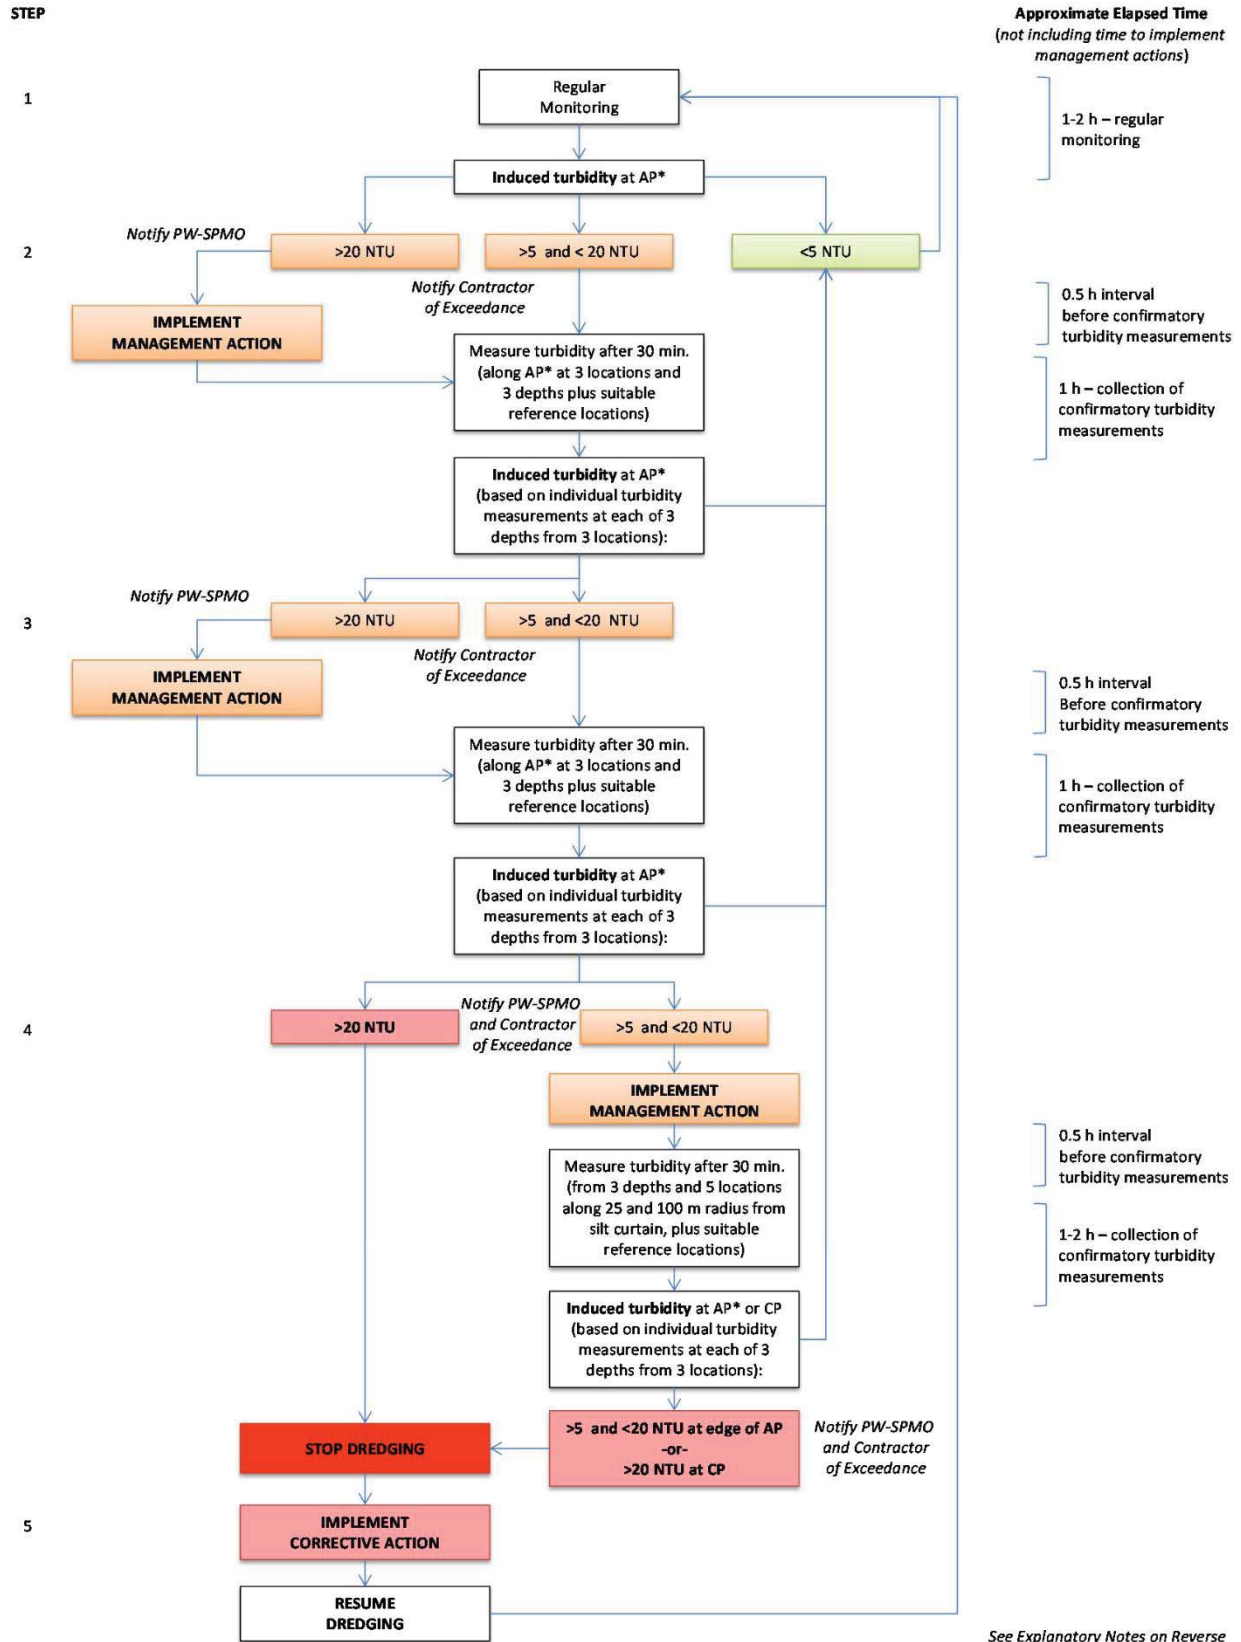 STEP
Approximate Elapsed Time
(not including time to implement
management actions)
1
Regular
Monitoring
1-2 h – regular
monitoring
Induced turbidity at AP*
Notify PW-SPMO
2
>20 NTU
>5 and < 20 NTU
<5 NTU
Notify Contractor
of Exceedance
0.5 h interval
before confirmatory
turbidity measurements
IMPLEMENT
MANAGEMENT ACTION
Measure turbidity after 30 min.
(along AP* at 3 locations and
3 depths plus suitable
reference locations)
1 h – collection of
confirmatory turbidity
measurements
Induced turbidity at AP*
(based on individual turbidity
measurements at each of 3
depths from 3 locations):
Notify PW-SPMO
3
>20 NTU
>5 and <20 NTU
Notify Contractor
of Exceedance
IMPLEMENT
MANAGEMENT ACTION
0.5 h interval
Before confirmatory
turbidity measurements
Measure turbidity after 30 min.
(along AP* at 3 locations and
3 depths plus suitable
reference locations)
1 h – collection of
confirmatory turbidity
measurements
Induced turbidity at AP*
(based on individual turbidity
measurements at each of 3
depths from 3 locations):
4
>20 NTU
Notify PW-SPMO
and Contractor
of Exceedance
>5 and <20 NTU
IMPLEMENT
MANAGEMENT ACTION
0.5 h interval
before confirmatory
turbidity measurements
Measure turbidity after 30 min.
(from 3 depths and 5 locations
along 25 and 100 m radius from
silt curtain, plus suitable
reference locations)
1-2 h – collection of
confirmatory turbidity
measurements
Induced turbidity at AP* or CP
(based on individual turbidity
measurements at each of 3
depths from 3 locations):
STOP DREDGING
>5 and <20 NTU at edge of AP
-or-
>20 NTU at CP
Notify PW-SPMO
and Contractor
of Exceedance
5
IMPLEMENT
CORRECTIVE ACTION
RESUME
DREDGING
See Explanatory Notes on Reverse